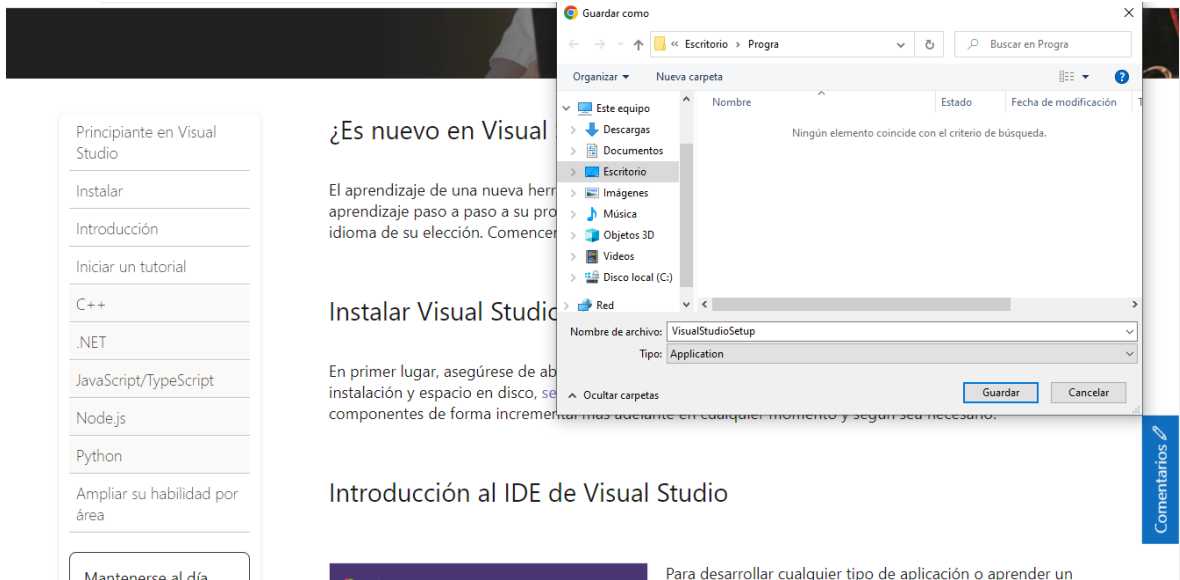 Guardar como
« Escritorio › Progra
Buscar en Progra
Organizar
Nueva carpeta
Este equipo
Descargas
Documentos
Escritorio
Imágenes
Música
Objetos 3D
Videos
Disco local (C:)
Red
Nombre
Estado
Fecha de modificación
T
Ningún elemento coincide con el criterio de búsqueda.
Nombre de archivo: VisualStudioSetup
Tipo: Application
Ocultar carpetas
Guardar
Cancelar
Principiante en Visual
Studio
Instalar
Introducción
Iniciar un tutorial
C++
.NET
JavaScript/TypeScript
Node.js
Python
Ampliar su habilidad por
área
Mantenerse al día
¿Es nuevo en Visual
El aprendizaje de una nueva herr
aprendizaje paso a paso a su pro
idioma de su elección. Comencer
Instalar Visual Studio
En primer lugar, asegúrese de ab
instalación y espacio en disco, se
componentes de forma incremental más adelante en cualquier momento y según sea necesario.
Introducción al IDE de Visual Studio
Para desarrollar cualquier tipo de aplicación o aprender un
Comentarios